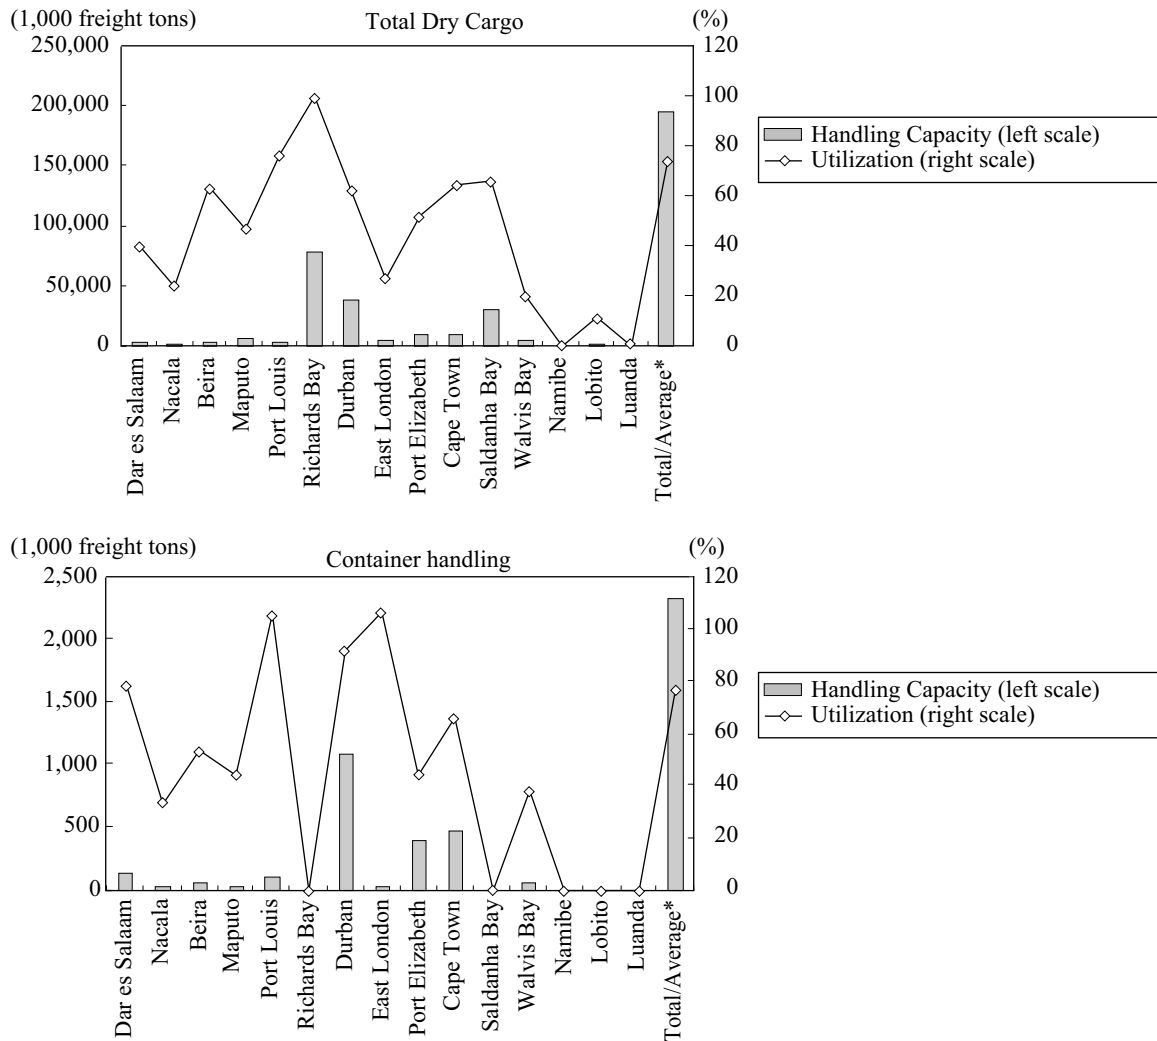 (1,000 freight tons)
Total Dry Cargo
(%)
250,000
200,000
150,000
100,000
50,000
0
120
100
80
60
40
20
0
Handling Capacity (left scale)
Utilization (right scale)
Dar es Salaam
Nacala
Beira
Maputo
Port Louis
Richards Bay
Durban
East London
Port Elizabeth
Cape Town
Saldanha Bay
Walvis Bay
Namibe
Lobito
Luanda
Total/Average*
(1,000 freight tons)
Container handling
(%)
2,500
2,000
1,500
1,000
500
0
120
100
80
60
40
20
0
Handling Capacity (left scale)
Utilization (right scale)
Dar es Salaam
Nacala
Beira
Maputo
Port Louis
Richards Bay
Durban
East London
Port Elizabeth
Cape Town
Saldanha Bay
Walvis Bay
Namibe
Lobito
Luanda
Total/Average*